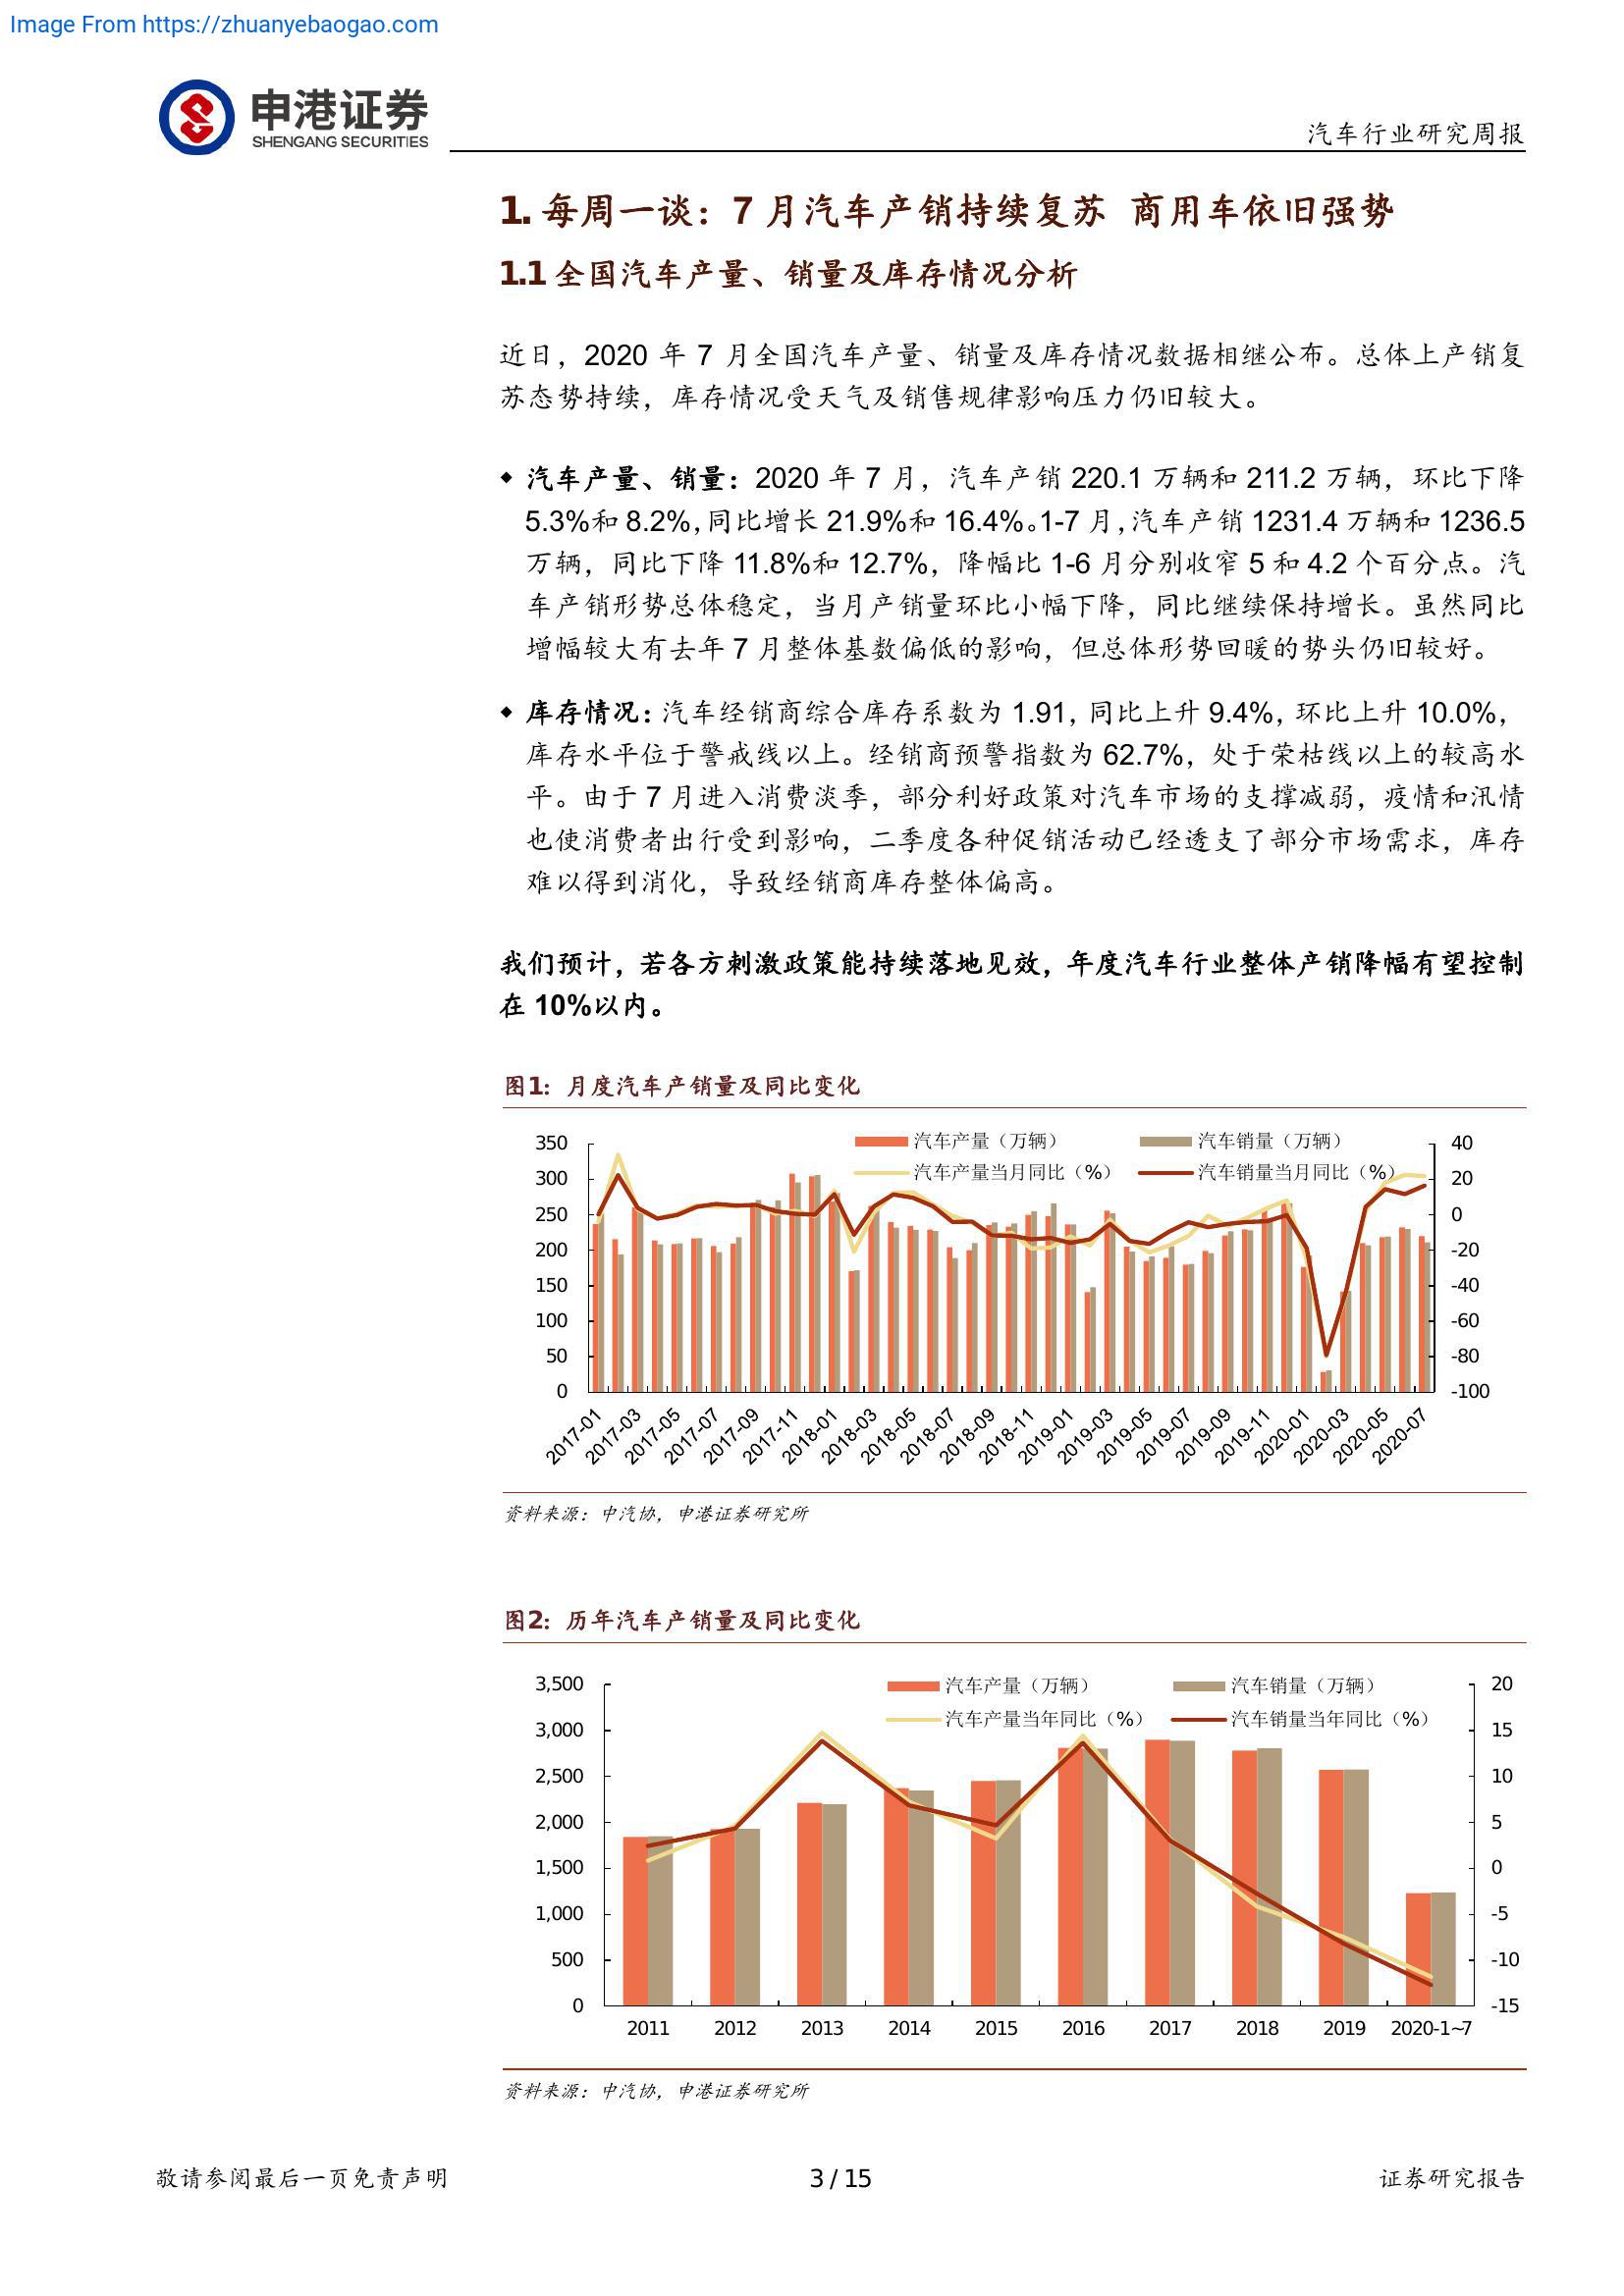 Image From https://zhuanyebaogao.com
申港证券
SHENGANG SECURITIES
汽车行业研究周报
1. 每周一谈：7 月汽车产销持续复苏 商用车依旧强势
1.1 全国汽车产量、销量及库存情况分析
近日，2020 年 7 月全国汽车产量、销量及库存情况数据相继公布。总体上产销复
苏态势持续，库存情况受天气及销售规律影响压力仍旧较大。
◆ 汽车产量、销量：2020 年 7 月，汽车产销 220.1 万辆和 211.2 万辆，环比下降
5.3%和 8.2%，同比增长 21.9%和 16.4%。1-7 月，汽车产销 1231.4 万辆和 1236.5
万辆，同比下降 11.8%和 12.7%，降幅比 1-6 月分别收窄 5 和 4.2 个百分点。汽
车产销形势总体稳定，当月产销量环比小幅下降，同比继续保持增长。虽然同比
增幅较大有去年 7 月整体基数偏低的影响，但总体形势回暖的势头仍旧较好。
◆ 库存情况：汽车经销商综合库存系数为 1.91，同比上升 9.4%，环比上升 10.0%，
库存水平位于警戒线以上。经销商预警指数为 62.7%，处于荣枯线以上的较高水
平。由于 7 月进入消费淡季，部分利好政策对汽车市场的支撑减弱，疫情和汛情
也使消费者出行受到影响，二季度各种促销活动已经透支了部分市场需求，库存
难以得到消化，导致经销商库存整体偏高。
我们预计，若各方刺激政策能持续落地见效，年度汽车行业整体产销降幅有望控制
在 10%以内。
图1：月度汽车产销量及同比变化
汽车产量（万辆） 汽车销量（万辆）
汽车产量当月同比（%） 汽车销量当月同比（%）
350 40
300 20
250 0
200 -20
150 -40
100 -60
50 -80
0 -100
2017-01 2017-03 2017-05 2017-07 2017-09 2017-11 2018-01 2018-03 2018-05 2018-07 2018-09 2018-11 2019-01 2019-03 2019-05 2019-07 2019-09 2019-11 2020-01 2020-03 2020-05 2020-07
资料来源：中汽协，申港证券研究所
图2：历年汽车产销量及同比变化
汽车产量（万辆） 汽车销量（万辆）
汽车产量当年同比（%） 汽车销量当年同比（%）
3,500 20
3,000 15
2,500 10
2,000 5
1,500 0
1,000 -5
500 -10
0 -15
2011 2012 2013 2014 2015 2016 2017 2018 2019 2020-1~7
资料来源：中汽协，申港证券研究所
敬请参阅最后一页免责声明 3 / 15 证券研究报告